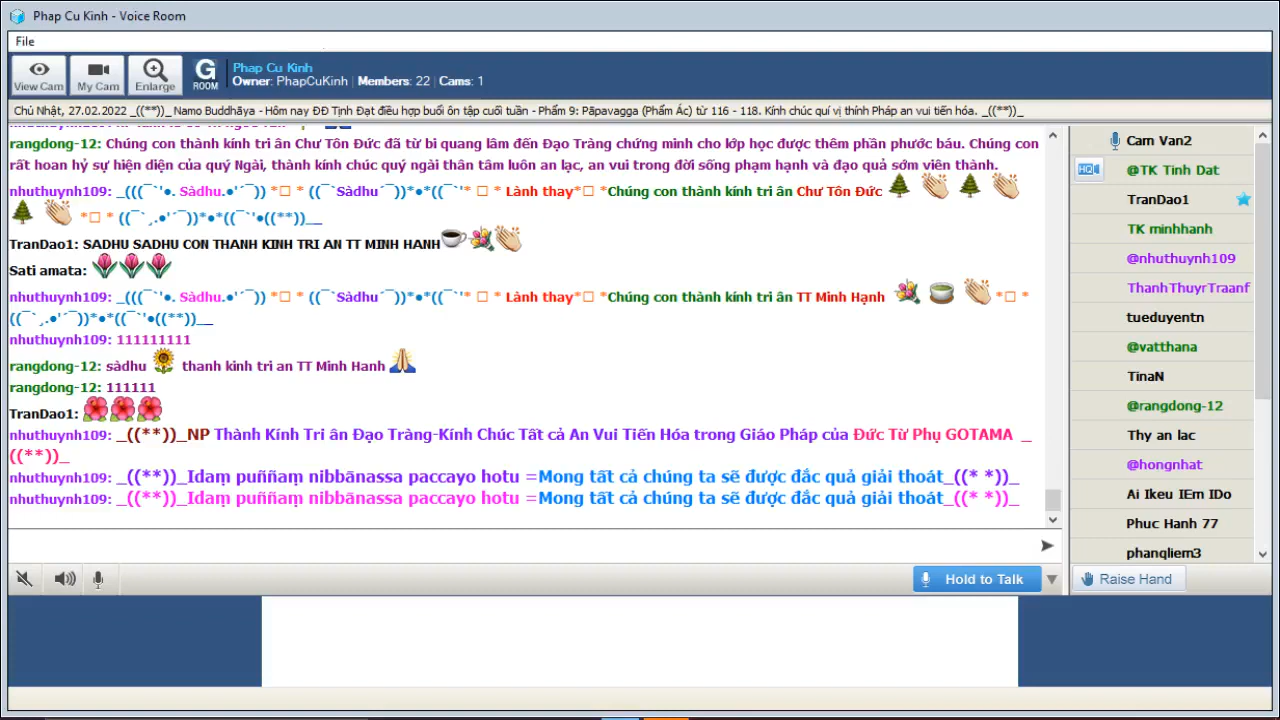 Phap Cu Kinh - Voice Room
File
View Cam
My Cam
Enlarge
G
ROOM
Phap Cu Kinh
Owner: PhapCuKinh | Members: 22 | Cams: 1
Chủ Nhật, 27.02.2022 _((**))_ Namo Buddhāya - Hôm nay ĐĐ Tịnh Đạt điều hợp buổi ôn tập cuối tuần - Phẩm 9: Pāpavagga (Phẩm Ác) từ 116 - 118. Kính chúc quí vị thính Pháp an vui tiến hóa. _((**))_
rangdong-12: Chúng con thành kính tri ân Chư Tôn Đức đã từ bi quang lâm đến Đạo Tràng chứng minh cho lớp học được thêm phần phước báu. Chúng con
rất hoan hỷ sự hiện diện của quý Ngài, thành kính chúc quý ngài thân tâm luôn an lạc, an vui trong đời sống phạm hạnh và đạo quả sớm viên thành.
nhuthuynh109: _(((¯`'●. Sàdhu.●'´¯)) *□ * ((¯`Sàdhu´¯))*●*((¯`'* □ * Lành thay*□ *Chúng con thành kính tri ân Chư Tôn Đức
*□ * ((¯`¸.●'´¯))*●*((¯`'●((**))__
TranDao1: SADHU SADHU CON THANH KINH TRI AN TT MINH HANH
Sati amata:
nhuthuynh109: _(((¯`'●. Sàdhu.●'´¯)) *□ * ((¯`Sàdhu´¯))*●*((¯`'* □ * Lành thay*□ *Chúng con thành kính tri ân TT Minh Hạnh *□ *
((¯`¸.●'´¯))*●*((¯`'●((**))__
nhuthuynh109: 111111111
rangdong-12: sàdhu thanh kinh tri an TT Minh Hanh
rangdong-12: 111111
TranDao1:
nhuthuynh109: _((**))_NP Thành Kính Tri ân Đạo Tràng-Kính Chúc Tất cả An Vui Tiến Hóa trong Giáo Pháp của Đức Từ Phụ GOTAMA _
((**))_
nhuthuynh109: _((**))_Idaṃ puññaṃ nibbānassa paccayo hotu =Mong tất cả chúng ta sẽ được đắc quả giải thoát_((* *))_
nhuthuynh109: _((**))_Idaṃ puññaṃ nibbānassa paccayo hotu =Mong tất cả chúng ta sẽ được đắc quả giải thoát_((* *))_
Hold to Talk
Cam Van2
HQ
@TK Tinh Dat
TranDao1
TK minhhanh
@nhuthuynh109
ThanhThuyrTraanf
tueduyentn
@vatthana
TinaN
@rangdong-12
Thy an lac
@hongnhat
Ai Ikeu IEm IDo
Phuc Hanh 77
phanqliem3
Raise Hand